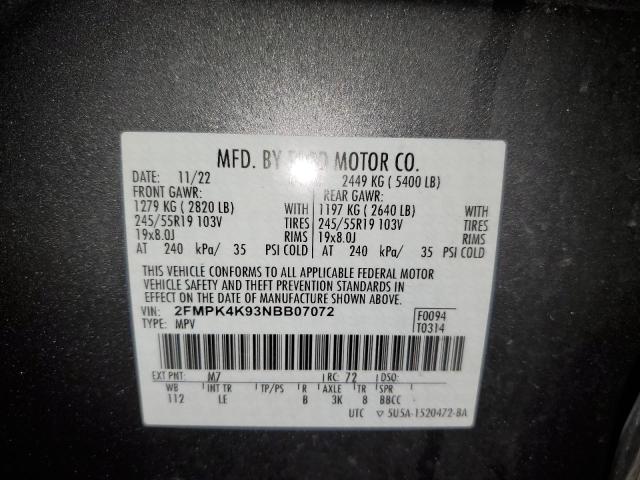 MFD. BY FORD MOTOR CO.
DATE: 11/22 2449 KG ( 5400 LB)
FRONT GAWR: REAR GAWR:
1279 KG ( 2820 LB) WITH 1197 KG ( 2640 LB) WITH
245/55R19 103V TIRES 245/55R19 103V TIRES
19x8.0J RIMS 19x8.0J RIMS
AT 240 kPa/ 35 PSI COLD AT 240 kPa/ 35 PSI COLD
THIS VEHICLE CONFORMS TO ALL APPLICABLE FEDERAL MOTOR
VEHICLE SAFETY AND THEFT PREVENTION STANDARDS IN
EFFECT ON THE DATE OF MANUFACTURE SHOWN ABOVE.
VIN: 2FMPK4K93NBB07072 F0094
TYPE: MPV T0314
EXT PNT: M7 RC: 72 DSO:
WB INT TR TP/PS R AXLE TR SPR
112 LE B 3K 8 BBCC
UTC ▽ 5U5A-1520472-BA